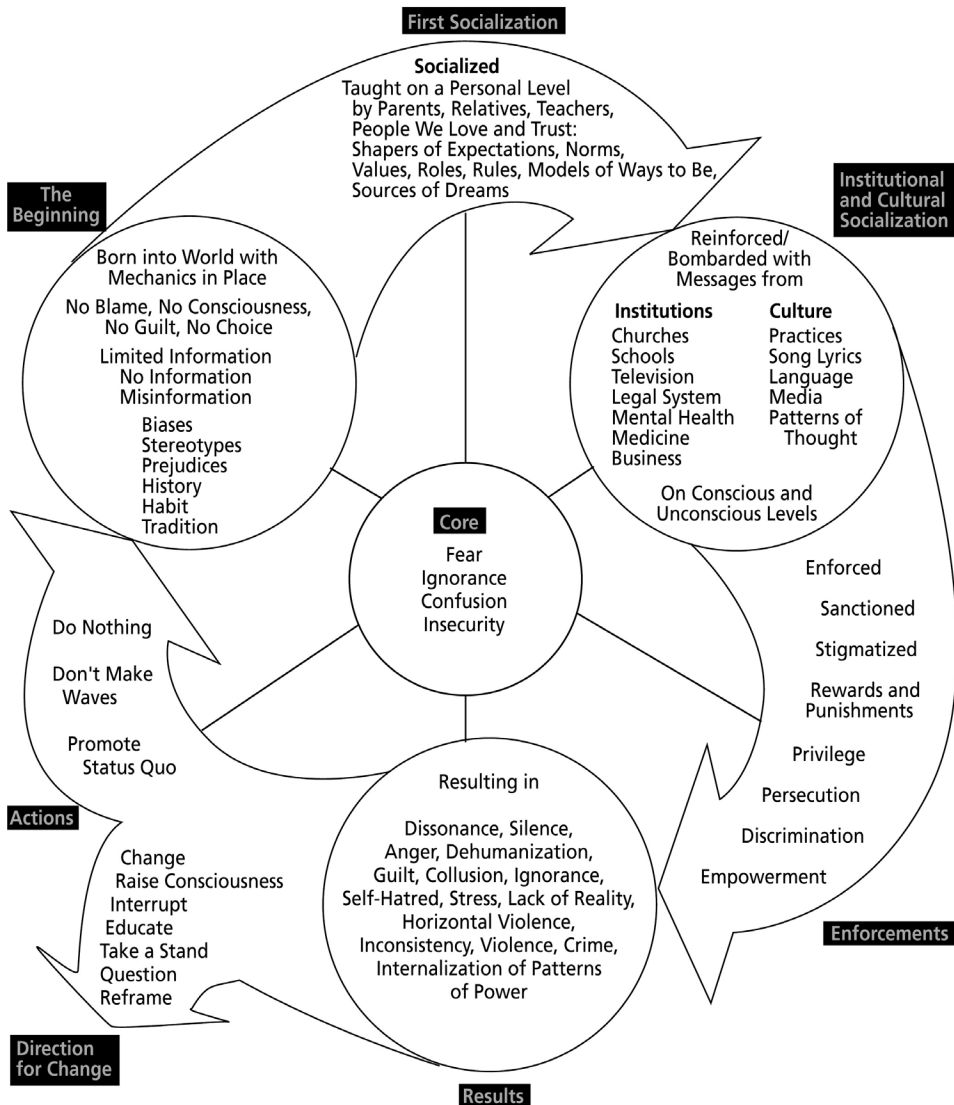 First Socialization
Socialized
Taught on a Personal Level
by Parents, Relatives, Teachers,
People We Love and Trust:
Shapers of Expectations, Norms,
Values, Roles, Rules, Models of Ways to Be,
Sources of Dreams
The
Beginning
Born into World with
Mechanics in Place
No Blame, No Consciousness,
No Guilt, No Choice
Limited Information
No Information
Misinformation
Biases
Stereotypes
Prejudices
History
Habit
Tradition
Institutional
and Cultural
Socialization
Reinforced/
Bombarded with
Messages from
Institutions
Churches
Schools
Television
Legal System
Mental Health
Medicine
Business
Culture
Practices
Song Lyrics
Language
Media
Patterns of
Thought
On Conscious and
Unconscious Levels
Core
Fear
Ignorance
Confusion
Insecurity
Enforced
Sanctioned
Stigmatized
Rewards and
Punishments
Privilege
Persecution
Discrimination
Empowerment
Enforcements
Resulting in
Dissonance, Silence,
Anger, Dehumanization,
Guilt, Collusion, Ignorance,
Self-Hatred, Stress, Lack of Reality,
Horizontal Violence,
Inconsistency, Violence, Crime,
Internalization of Patterns
of Power
Results
Do Nothing
Don't Make
Waves
Promote
Status Quo
Actions
Change
Raise Consciousness
Interrupt
Educate
Take a Stand
Question
Reframe
Direction
for Change